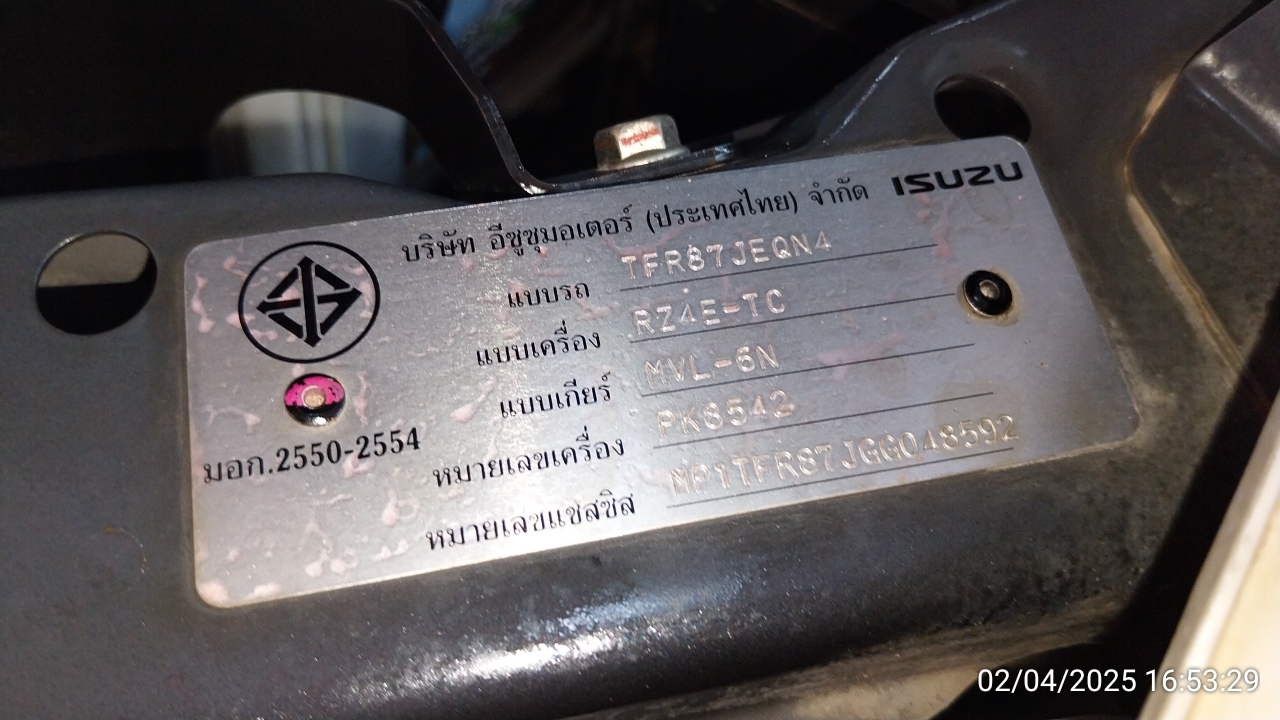 บริษัท อีซูซุมอเตอร์ (ประเทศไทย) จำกัด ISUZU
แบบรถ TFR87JEQN4
แบบเครื่อง RZ4E-TC
แบบเกียร์ MVL-6N
หมายเลขเครื่อง PK8542
หมายเลขแชสซิส MP1TFR87JGG048592
มอก.2550-2554
02/04/2025 16:53:29